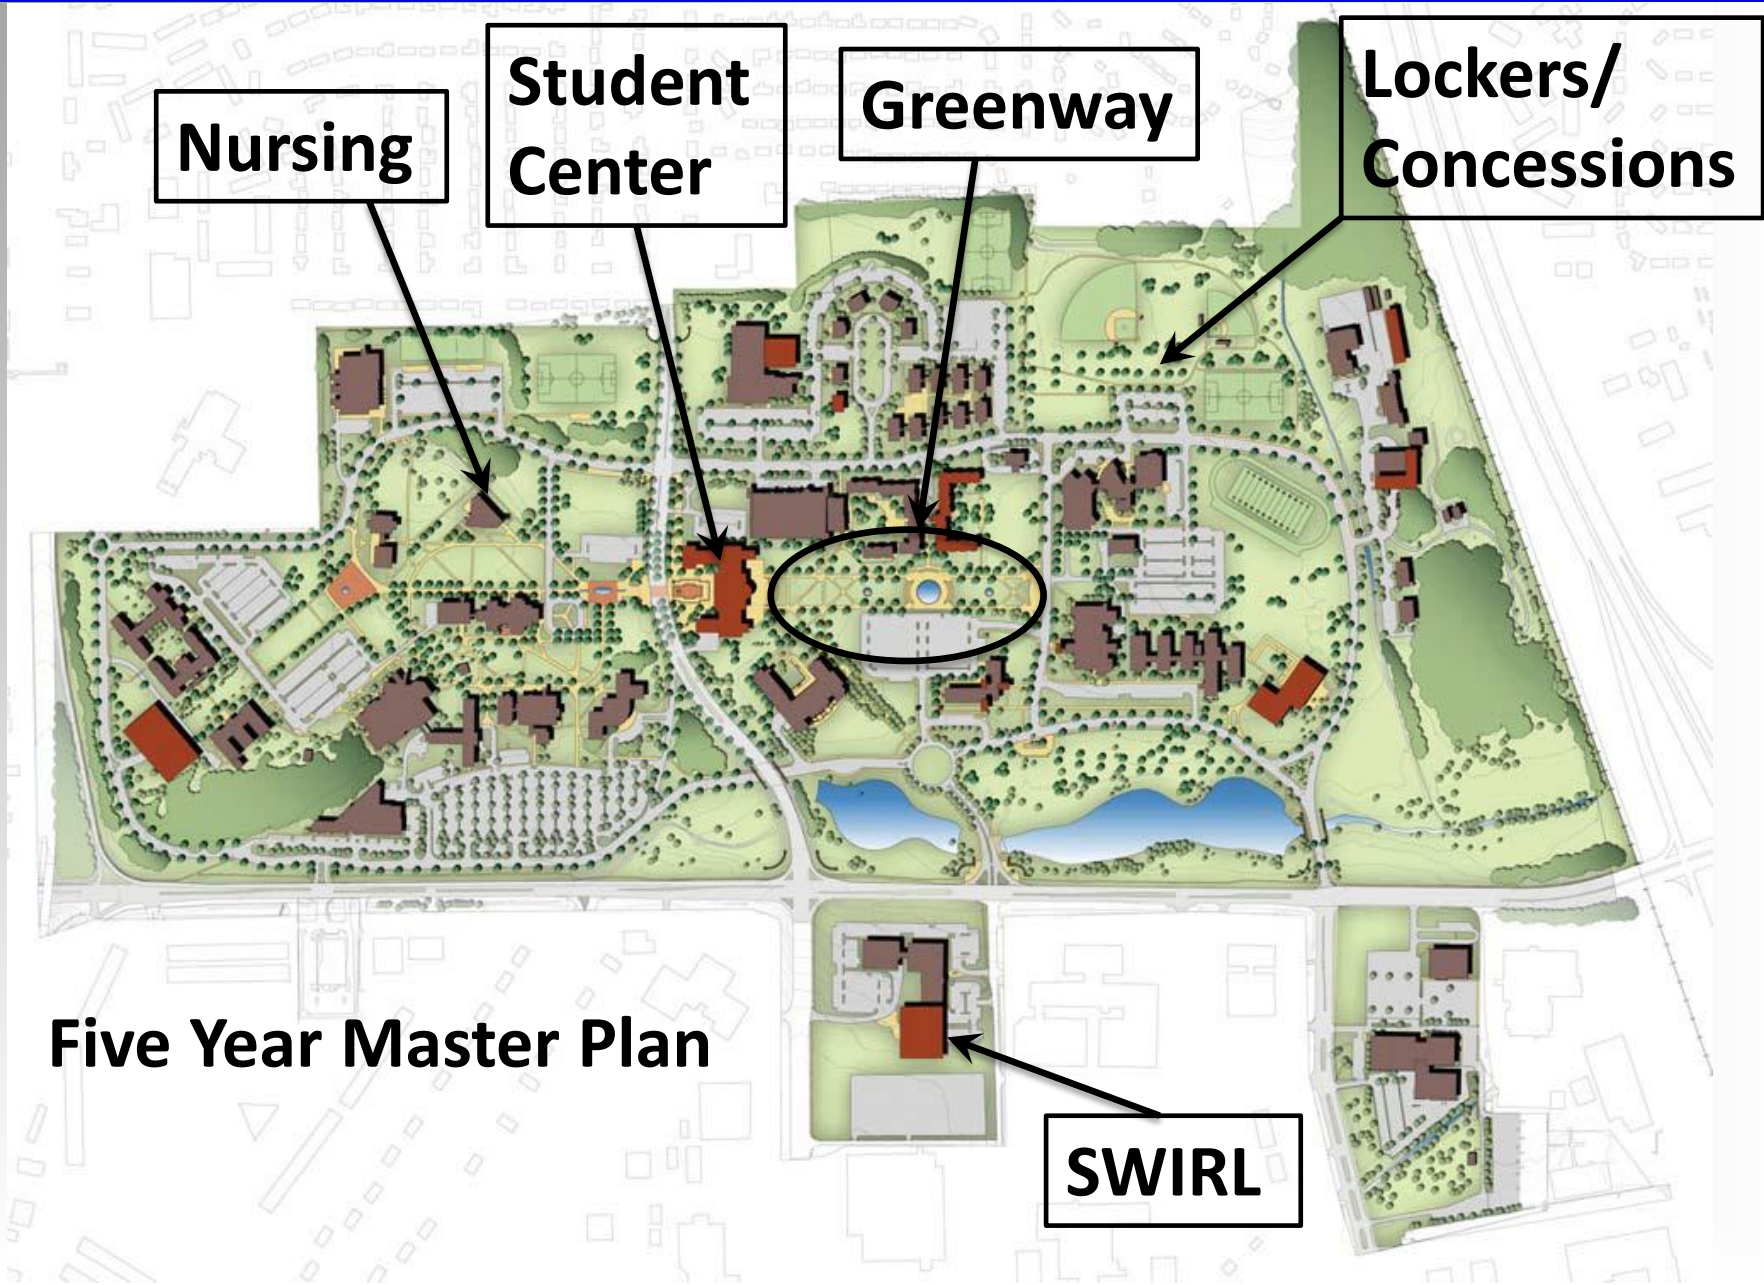 Nursing
Student
Center
Greenway
Lockers/
Concessions
Five Year Master Plan
SWIRL